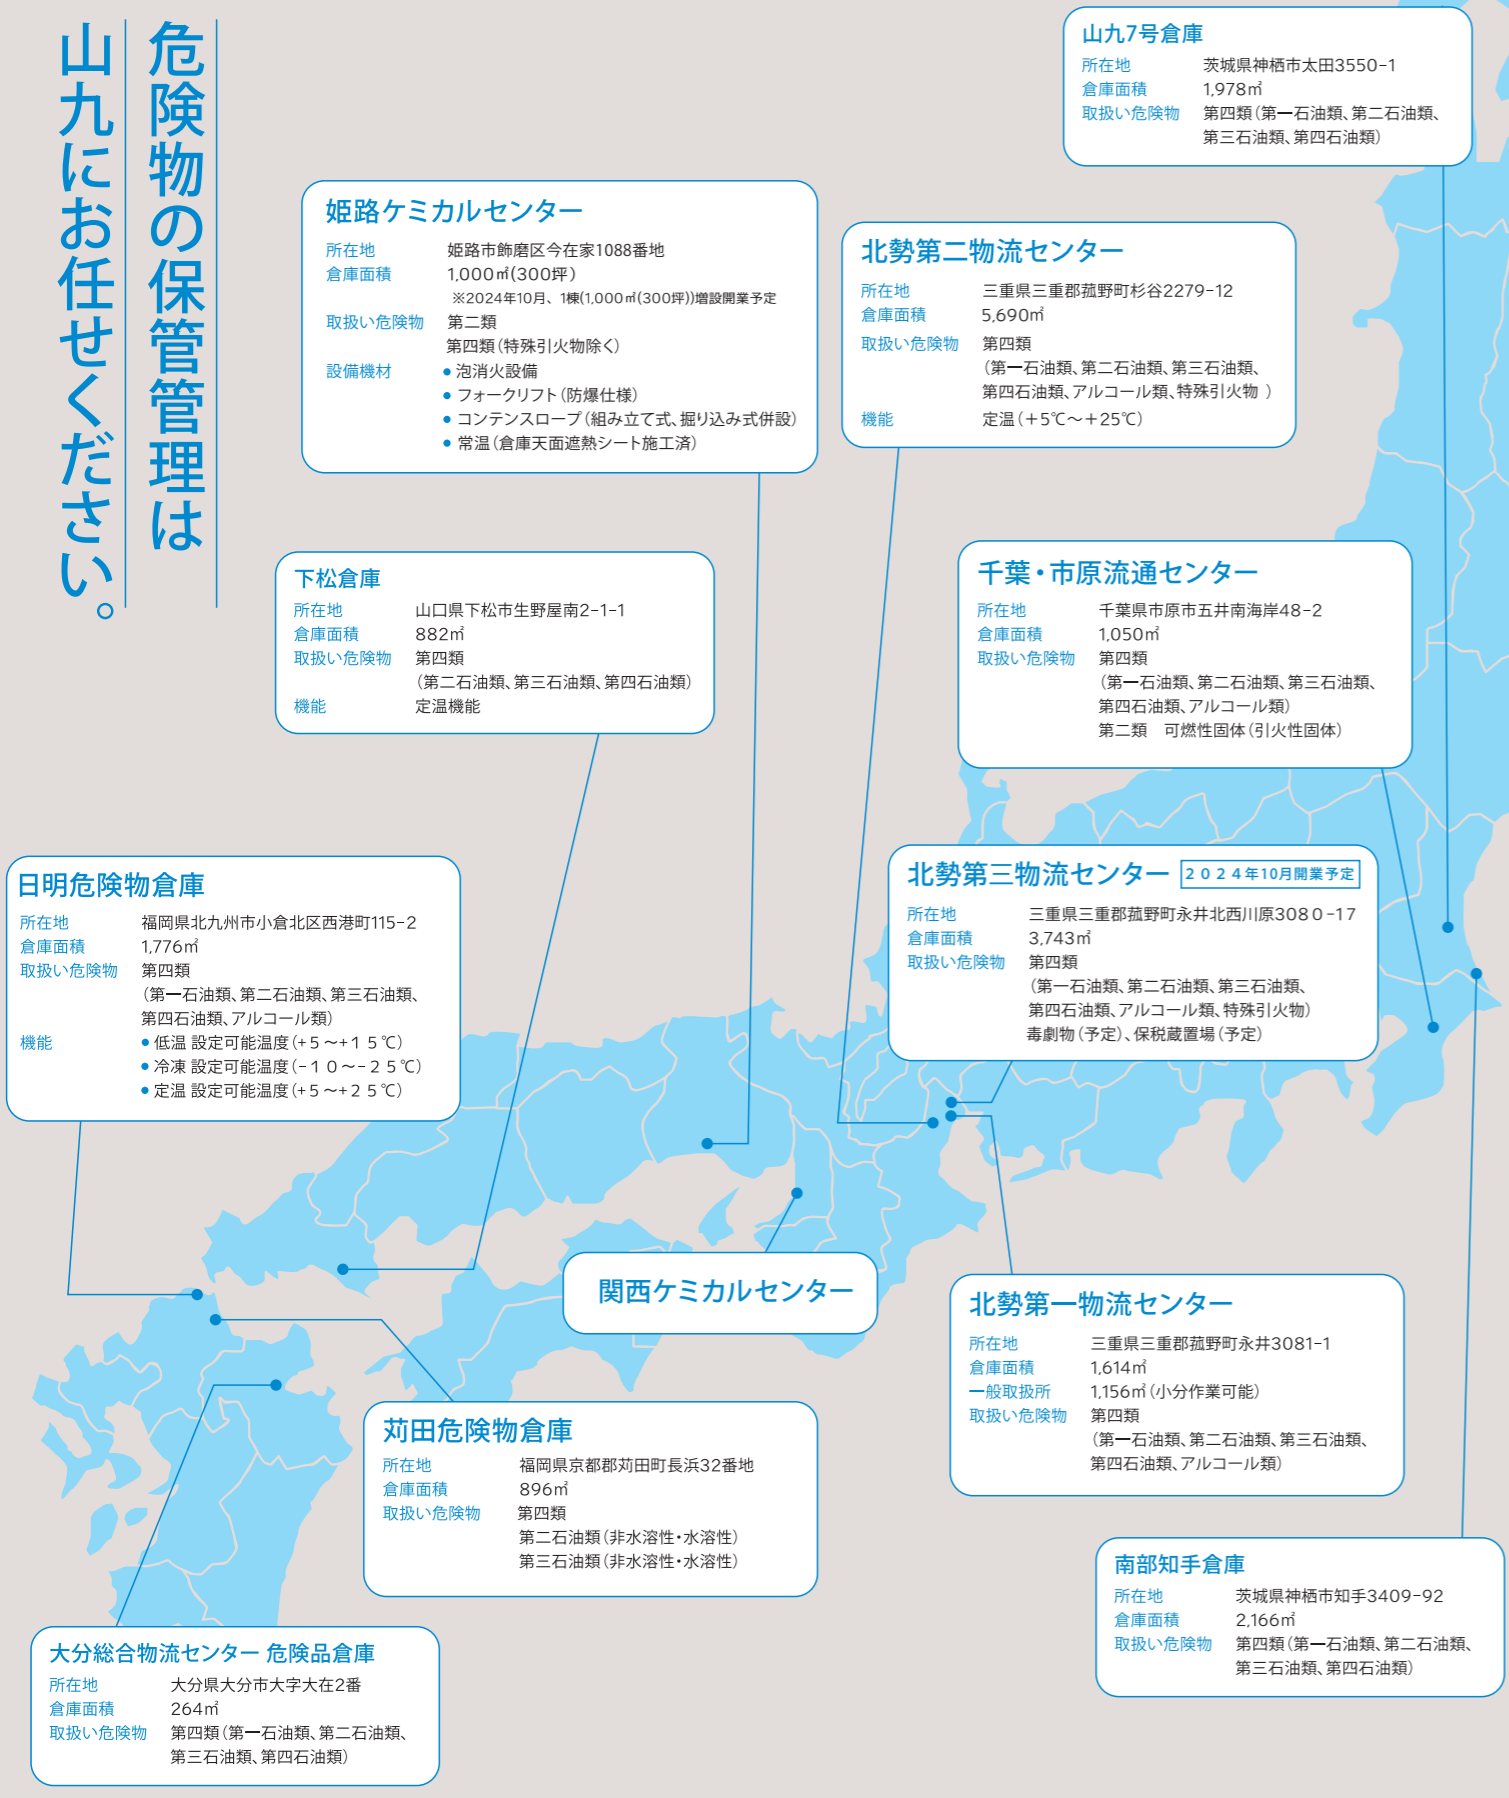 危険物の保管管理は
山九にお任せください。
山九7号倉庫
所在地 茨城県神栖市太田3550-1
倉庫面積 1,978㎡
取扱い危険物 第四類(第一石油類、第二石油類、
第三石油類、第四石油類)
姫路ケミカルセンター
所在地 姫路市飾磨区今在家1088番地
倉庫面積 1,000㎡(300坪)
※2024年10月、1棟(1,000㎡(300坪))増設開業予定
取扱い危険物 第二類
第四類(特殊引火物除く)
設備機材 ●泡消火設備
●フォークリフト(防爆仕様)
●コンテンスロープ(組み立て式、掘り込み式併設)
●常温(倉庫天面遮熱シート施工済)
北勢第二物流センター
所在地 三重県三重郡菰野町杉谷2279-12
倉庫面積 5,690㎡
取扱い危険物 第四類
(第一石油類、第二石油類、第三石油類、
第四石油類、アルコール類、特殊引火物 )
機能 定温(+5℃〜+25℃)
下松倉庫
所在地 山口県下松市生野屋南2-1-1
倉庫面積 882㎡
取扱い危険物 第四類
(第二石油類、第三石油類、第四石油類)
機能 定温機能
千葉・市原流通センター
所在地 千葉県市原市五井南海岸48-2
倉庫面積 1,050㎡
取扱い危険物 第四類
(第一石油類、第二石油類、第三石油類、
第四石油類、アルコール類)
第二類 可燃性固体(引火性固体)
日明危険物倉庫
所在地 福岡県北九州市小倉北区西港町115-2
倉庫面積 1,776㎡
取扱い危険物 第四類
(第一石油類、第二石油類、第三石油類、
第四石油類、アルコール類)
機能 ●低温 設定可能温度(+5〜+15℃)
●冷凍 設定可能温度(-10〜-25℃)
●定温 設定可能温度(+5〜+25℃)
北勢第三物流センター 2024年10月開業予定
所在地 三重県三重郡菰野町永井北西川原3080-17
倉庫面積 3,743㎡
取扱い危険物 第四類
(第一石油類、第二石油類、第三石油類、
第四石油類、アルコール類、特殊引火物)
毒劇物(予定)、保税蔵置場(予定)
関西ケミカルセンター
北勢第一物流センター
所在地 三重県三重郡菰野町永井3081-1
倉庫面積 1,614㎡
一般取扱所 1,156㎡(小分作業可能)
取扱い危険物 第四類
(第一石油類、第二石油類、第三石油類、
第四石油類、アルコール類)
苅田危険物倉庫
所在地 福岡県京都郡苅田町長浜32番地
倉庫面積 896㎡
取扱い危険物 第四類
第二石油類(非水溶性・水溶性)
第三石油類(非水溶性・水溶性)
南部知手倉庫
所在地 茨城県神栖市知手3409-92
倉庫面積 2,166㎡
取扱い危険物 第四類(第一石油類、第二石油類、
第三石油類、第四石油類)
大分総合物流センター 危険品倉庫
所在地 大分県大分市大字大在2番
倉庫面積 264㎡
取扱い危険物 第四類(第一石油類、第二石油類、
第三石油類、第四石油類)